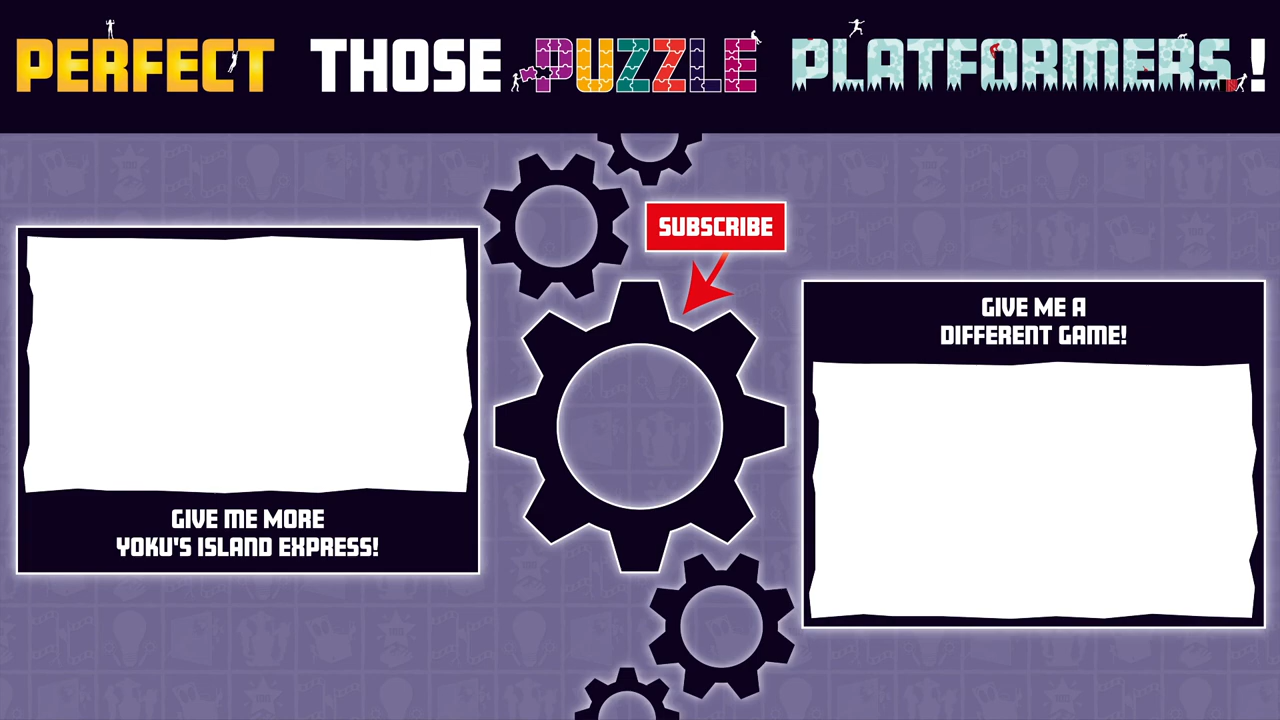 PERFECT THOSE PUZZLE PLATFORMERS.!
SUBSCRIBE
GIVE ME A
DIFFERENT GAME!
GIVE ME MORE
YOKU'S ISLAND EXPRESS!